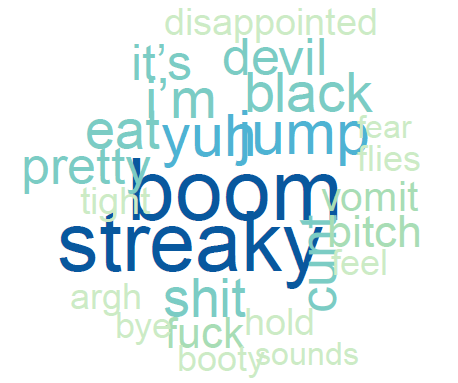 disappointed
it's devil
i'm black
eat yuh jump fear
pretty flies
tight boom vomit
streaky cunt bitch
feel
argh shit hold
bye fuck
booty sounds